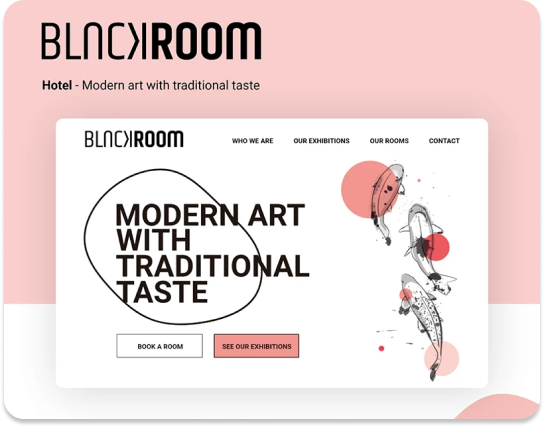 BLACKROOM
Hotel - Modern art with traditional taste
BLACKROOM
WHO WE ARE OUR EXHIBITIONS OUR ROOMS CONTACT
MODERN ART
WITH
TRADITIONAL
TASTE
BOOK A ROOM SEE OUR EXHIBITIONS